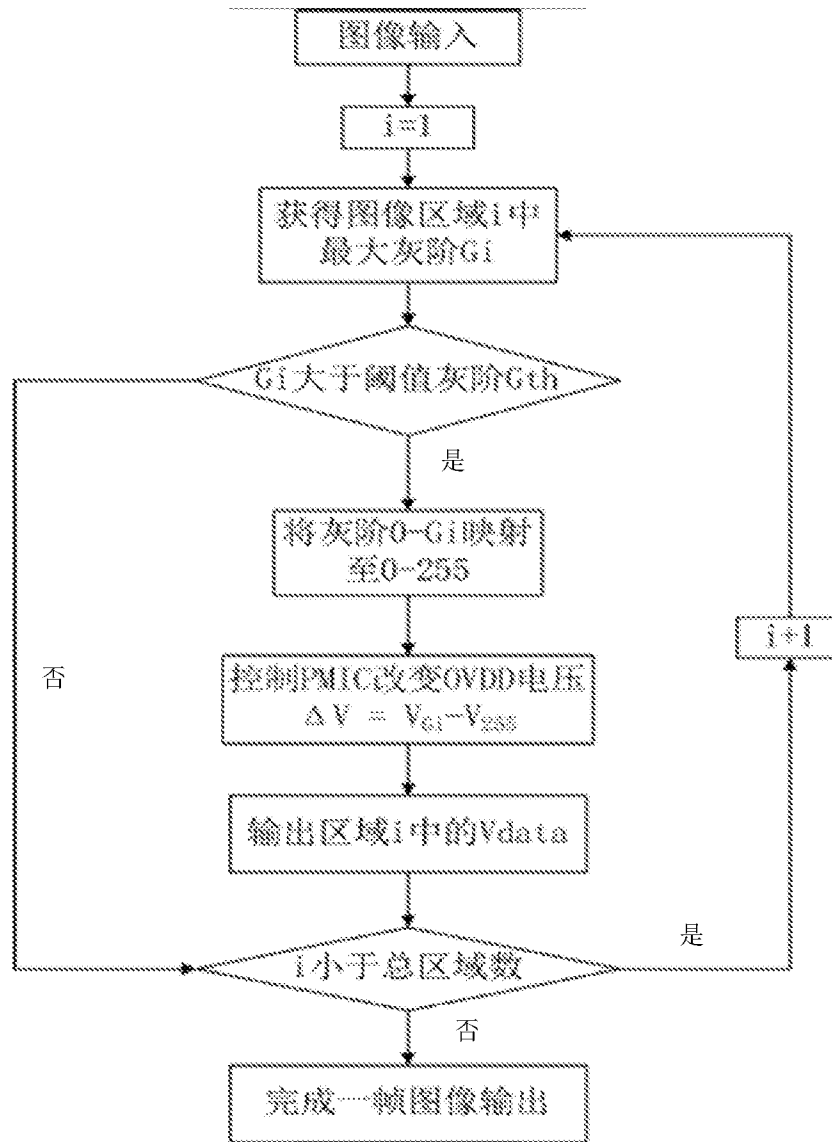 图像输入
i=1
获得图像区域i中
最大灰阶Gi
Gi大于阈值灰阶Gth
是
将灰阶0-Gi映射
至0-255
否
i+1
控制PMIC改变OVDD电压
ΔV = VGi-V255
输出区域i中的Vdata
是
i小于总区域数
否
完成一帧图像输出